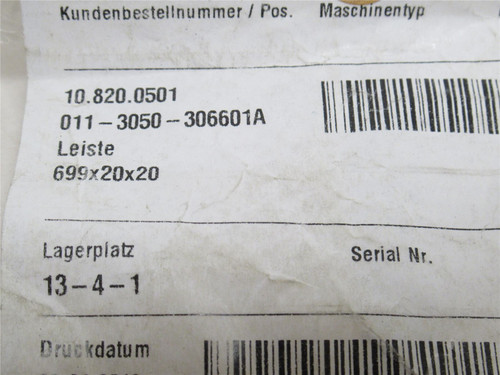 Kundenbestellnummer / Pos. Maschinentyp
10.820.0501
011-3050-306601A
Leiste
699x20x20
Lagerplatz Serial Nr.
13-4-1
Druckdatum